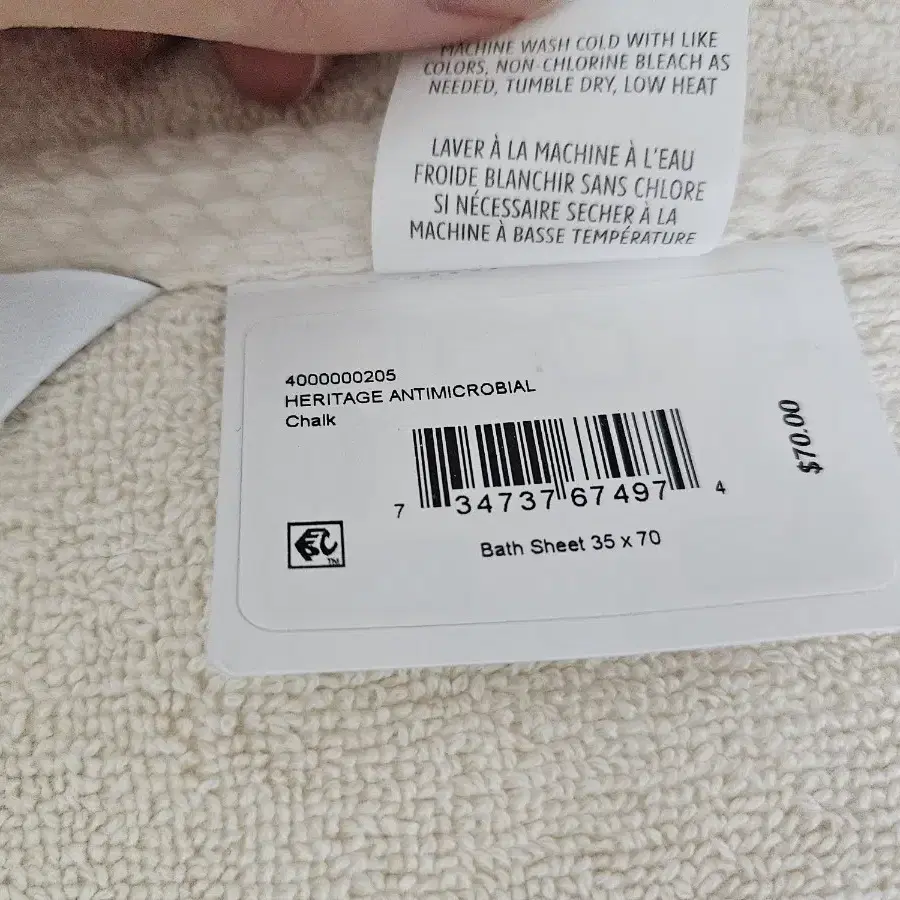 MACHINE WASH COLD WITH LIKE
COLORS, NON-CHLORINE BLEACH AS
NEEDED, TUMBLE DRY, LOW HEAT
LAVER À LA MACHINE À L'EAU
FROIDE BLANCHIR SANS CHLORE
SI NÉCESSAIRE SECHER À LA
MACHINE À BASSE TEMPÉRATURE
4000000205
HERITAGE ANTIMICROBIAL
Chalk
$70.00
7 34737 67497 4
Bath Sheet 35 x 70